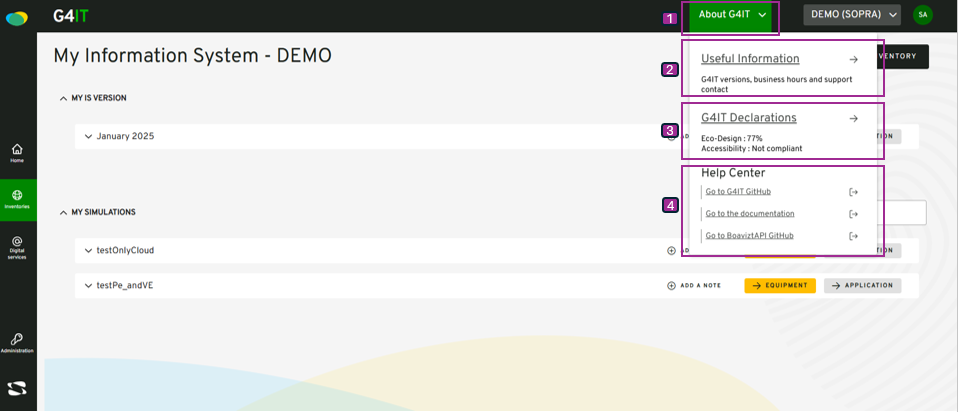 G4IT
1
About G4IT
DEMO (SOPRA)
SA
My Information System - DEMO
2
Useful Information
G4IT versions, business hours and support
contact
MY IS VERSION
January 2025
3
G4IT Declarations
Eco-Design : 77%
Accessibility : Not compliant
Home
Inventories
4
Help Center
Go to G4IT GitHub
Go to the documentation
Go to BoaviztAPI GitHub
MY SIMULATIONS
Digital
services
testOnlyCloud
testPe_andVE
ADD A NOTE
EQUIPMENT
APPLICATION
Administration